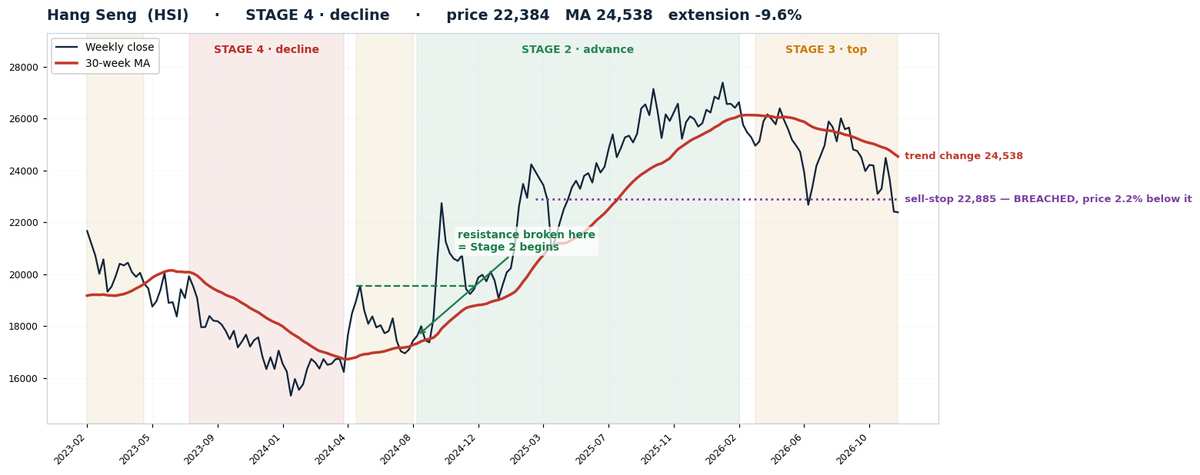 Hang Seng (HSI) · STAGE 4 · decline · price 22,384 MA 24,538 extension -9.6%
Weekly close
30-week MA
STAGE 4 · decline
STAGE 2 · advance
STAGE 3 · top
28000
26000
24000
22000
20000
18000
16000
trend change 24,538
sell-stop 22,885 — BREACHED, price 2.2% below it
resistance broken here
= Stage 2 begins
2023-02
2023-05
2023-09
2024-01
2024-04
2024-08
2024-12
2025-03
2025-07
2025-11
2026-02
2026-06
2026-10